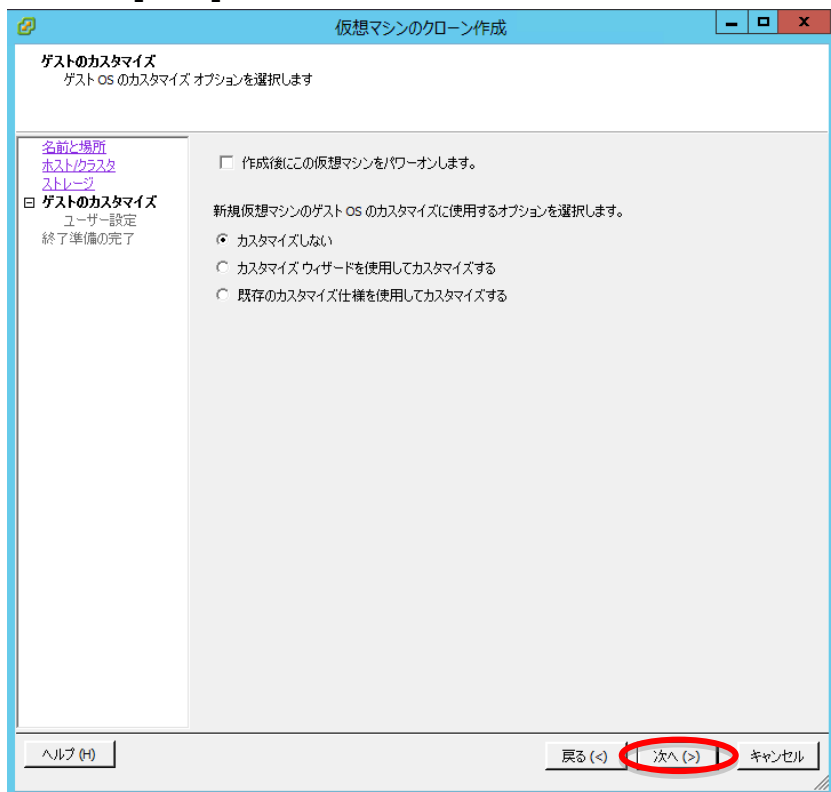 仮想マシンのクローン作成
ゲストのカスタマイズ
ゲスト OS のカスタマイズ オプションを選択します
名前と場所
ホスト/クラスタ
ストレージ
ゲストのカスタマイズ
ユーザー設定
終了準備の完了
作成後にこの仮想マシンをパワーオンします。
新規仮想マシンのゲスト OS のカスタマイズに使用するオプションを選択します。
カスタマイズしない
カスタマイズ ウィザードを使用してカスタマイズする
既存のカスタマイズ仕様を使用してカスタマイズする
ヘルプ (H)
戻る (<)
次へ (>)
キャンセル